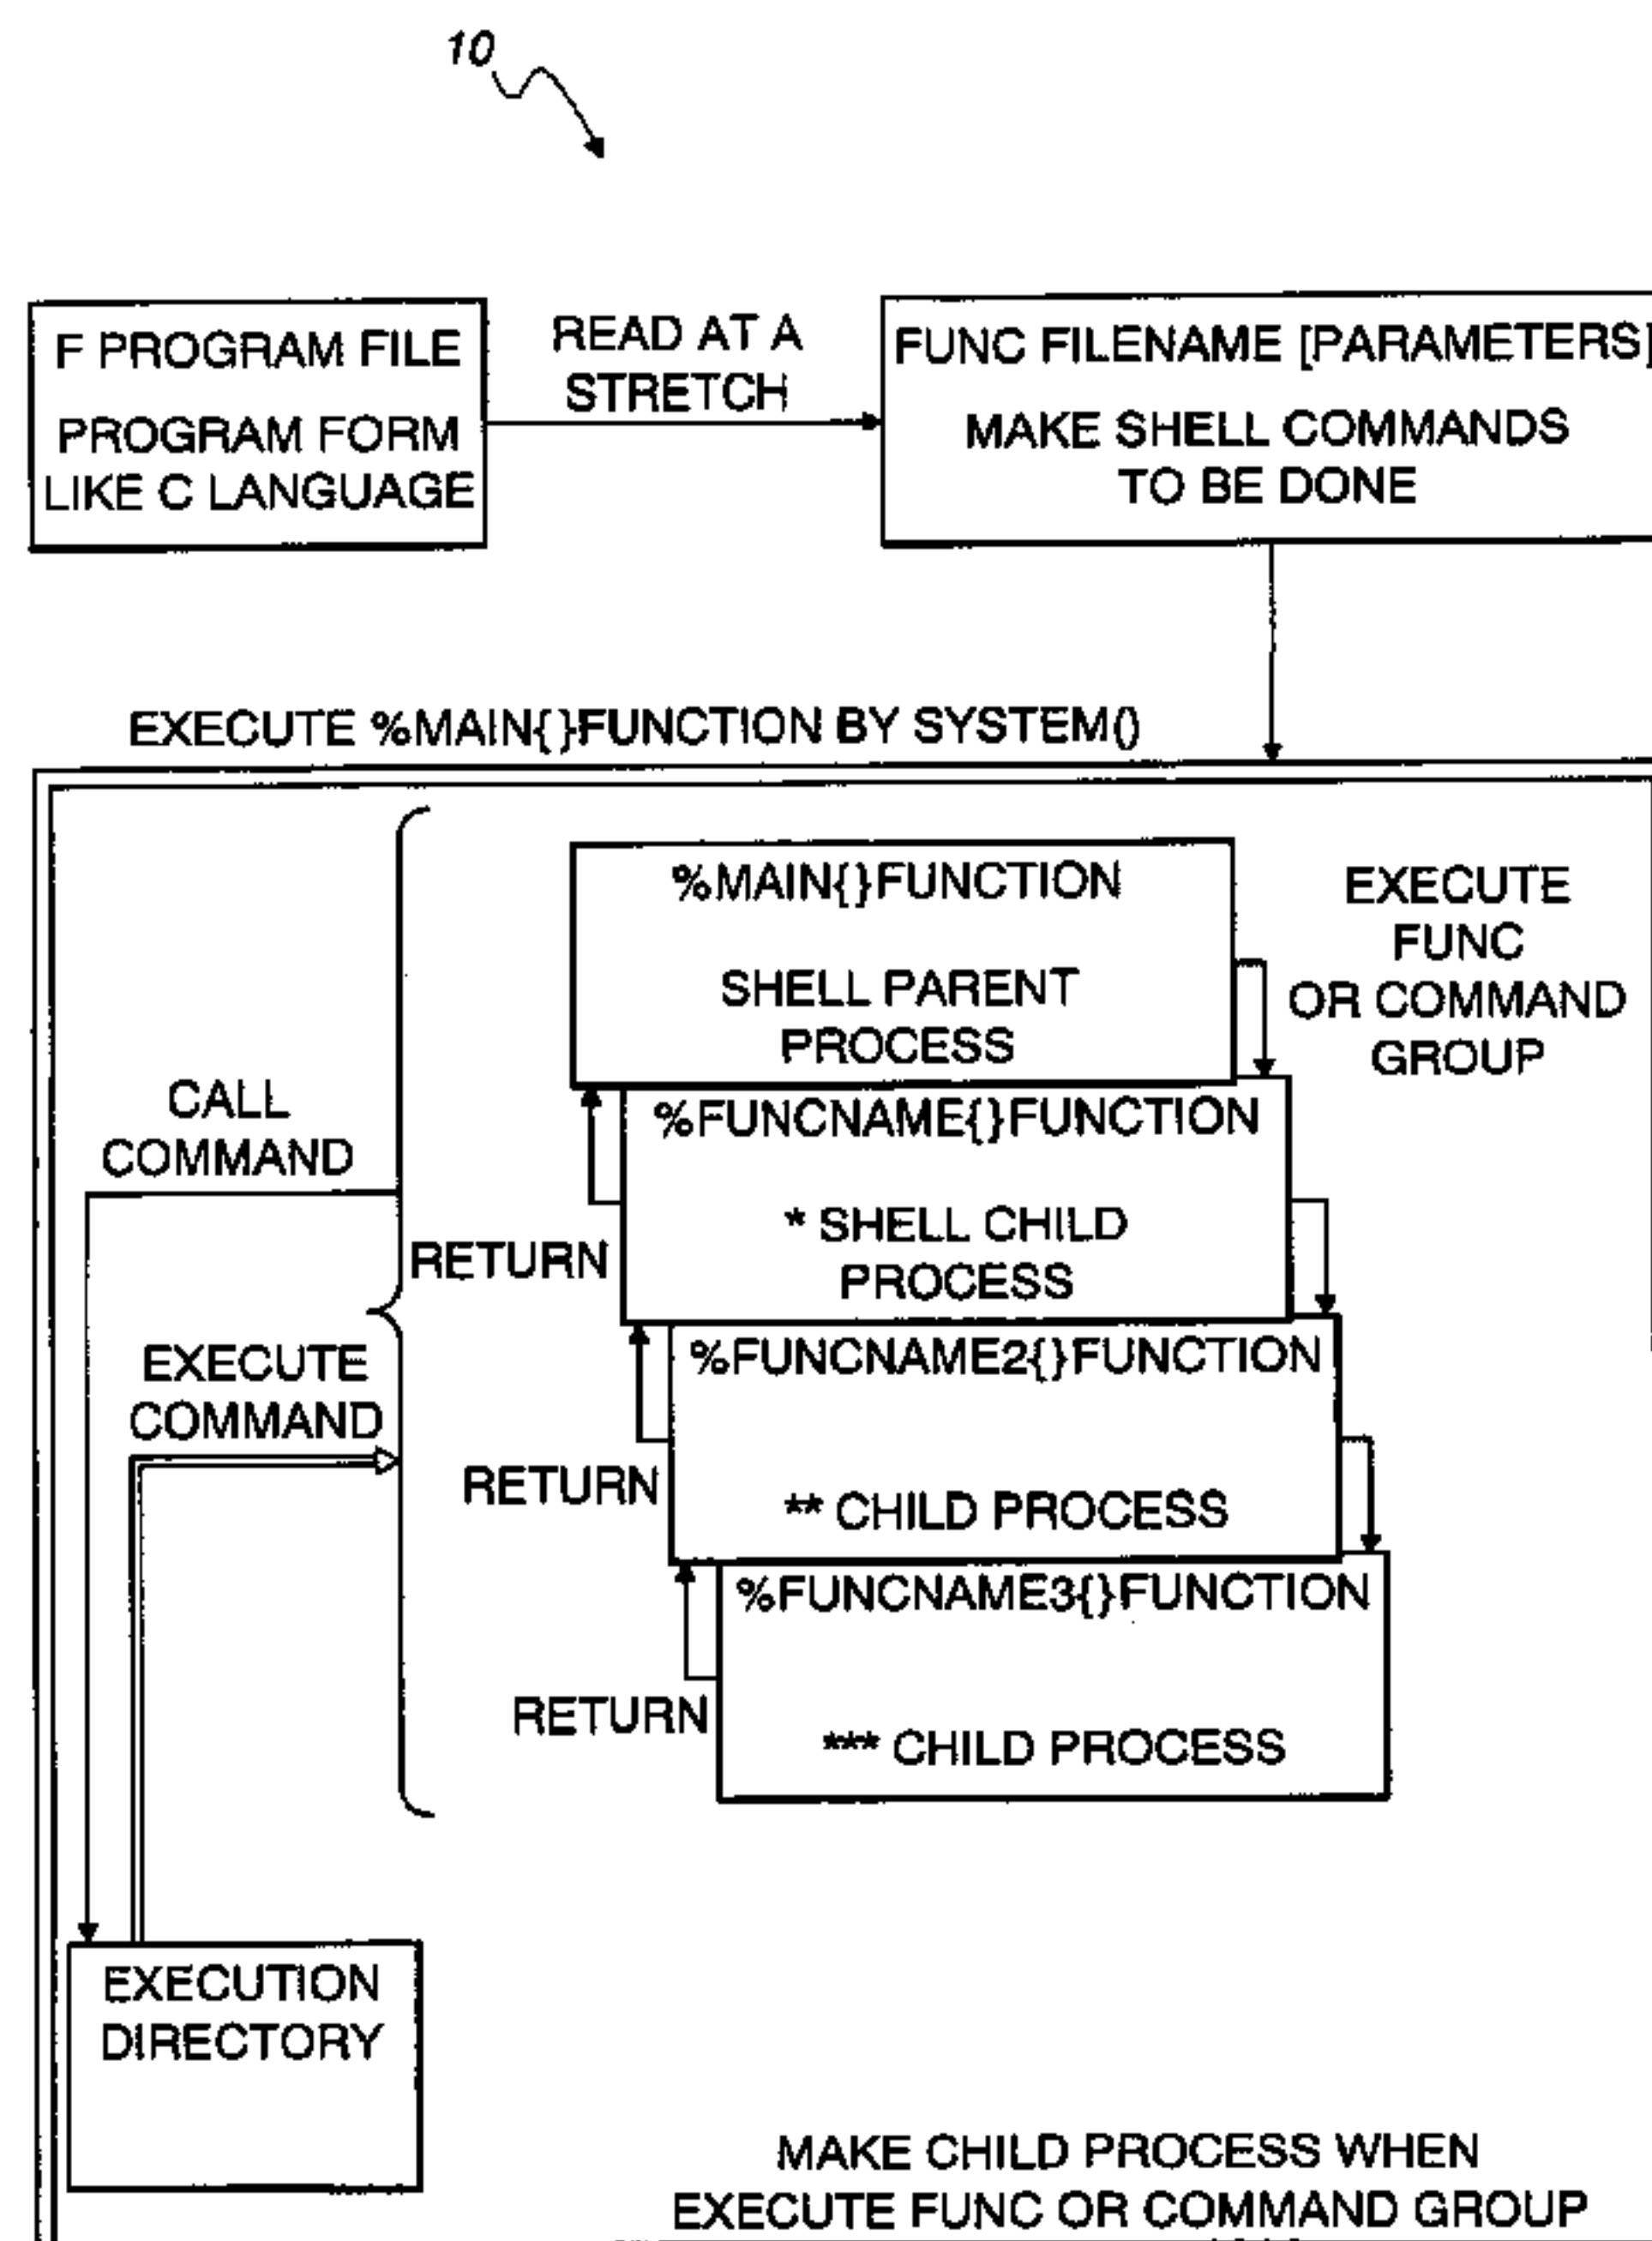 10
F PROGRAM FILE
PROGRAM FORM
LIKE C LANGUAGE
READ AT A
STRETCH
FUNC FILENAME [PARAMETERS]
MAKE SHELL COMMANDS
TO BE DONE
EXECUTE %MAIN{}FUNCTION BY SYSTEM()
%MAIN{}FUNCTION
SHELL PARENT
PROCESS
EXECUTE
FUNC
OR COMMAND
GROUP
CALL
COMMAND
%FUNCNAME{}FUNCTION
* SHELL CHILD
PROCESS
RETURN
EXECUTE
COMMAND
%FUNCNAME2{}FUNCTION
** CHILD PROCESS
RETURN
%FUNCNAME3{}FUNCTION
*** CHILD PROCESS
RETURN
EXECUTION
DIRECTORY
MAKE CHILD PROCESS WHEN
EXECUTE FUNC OR COMMAND GROUP